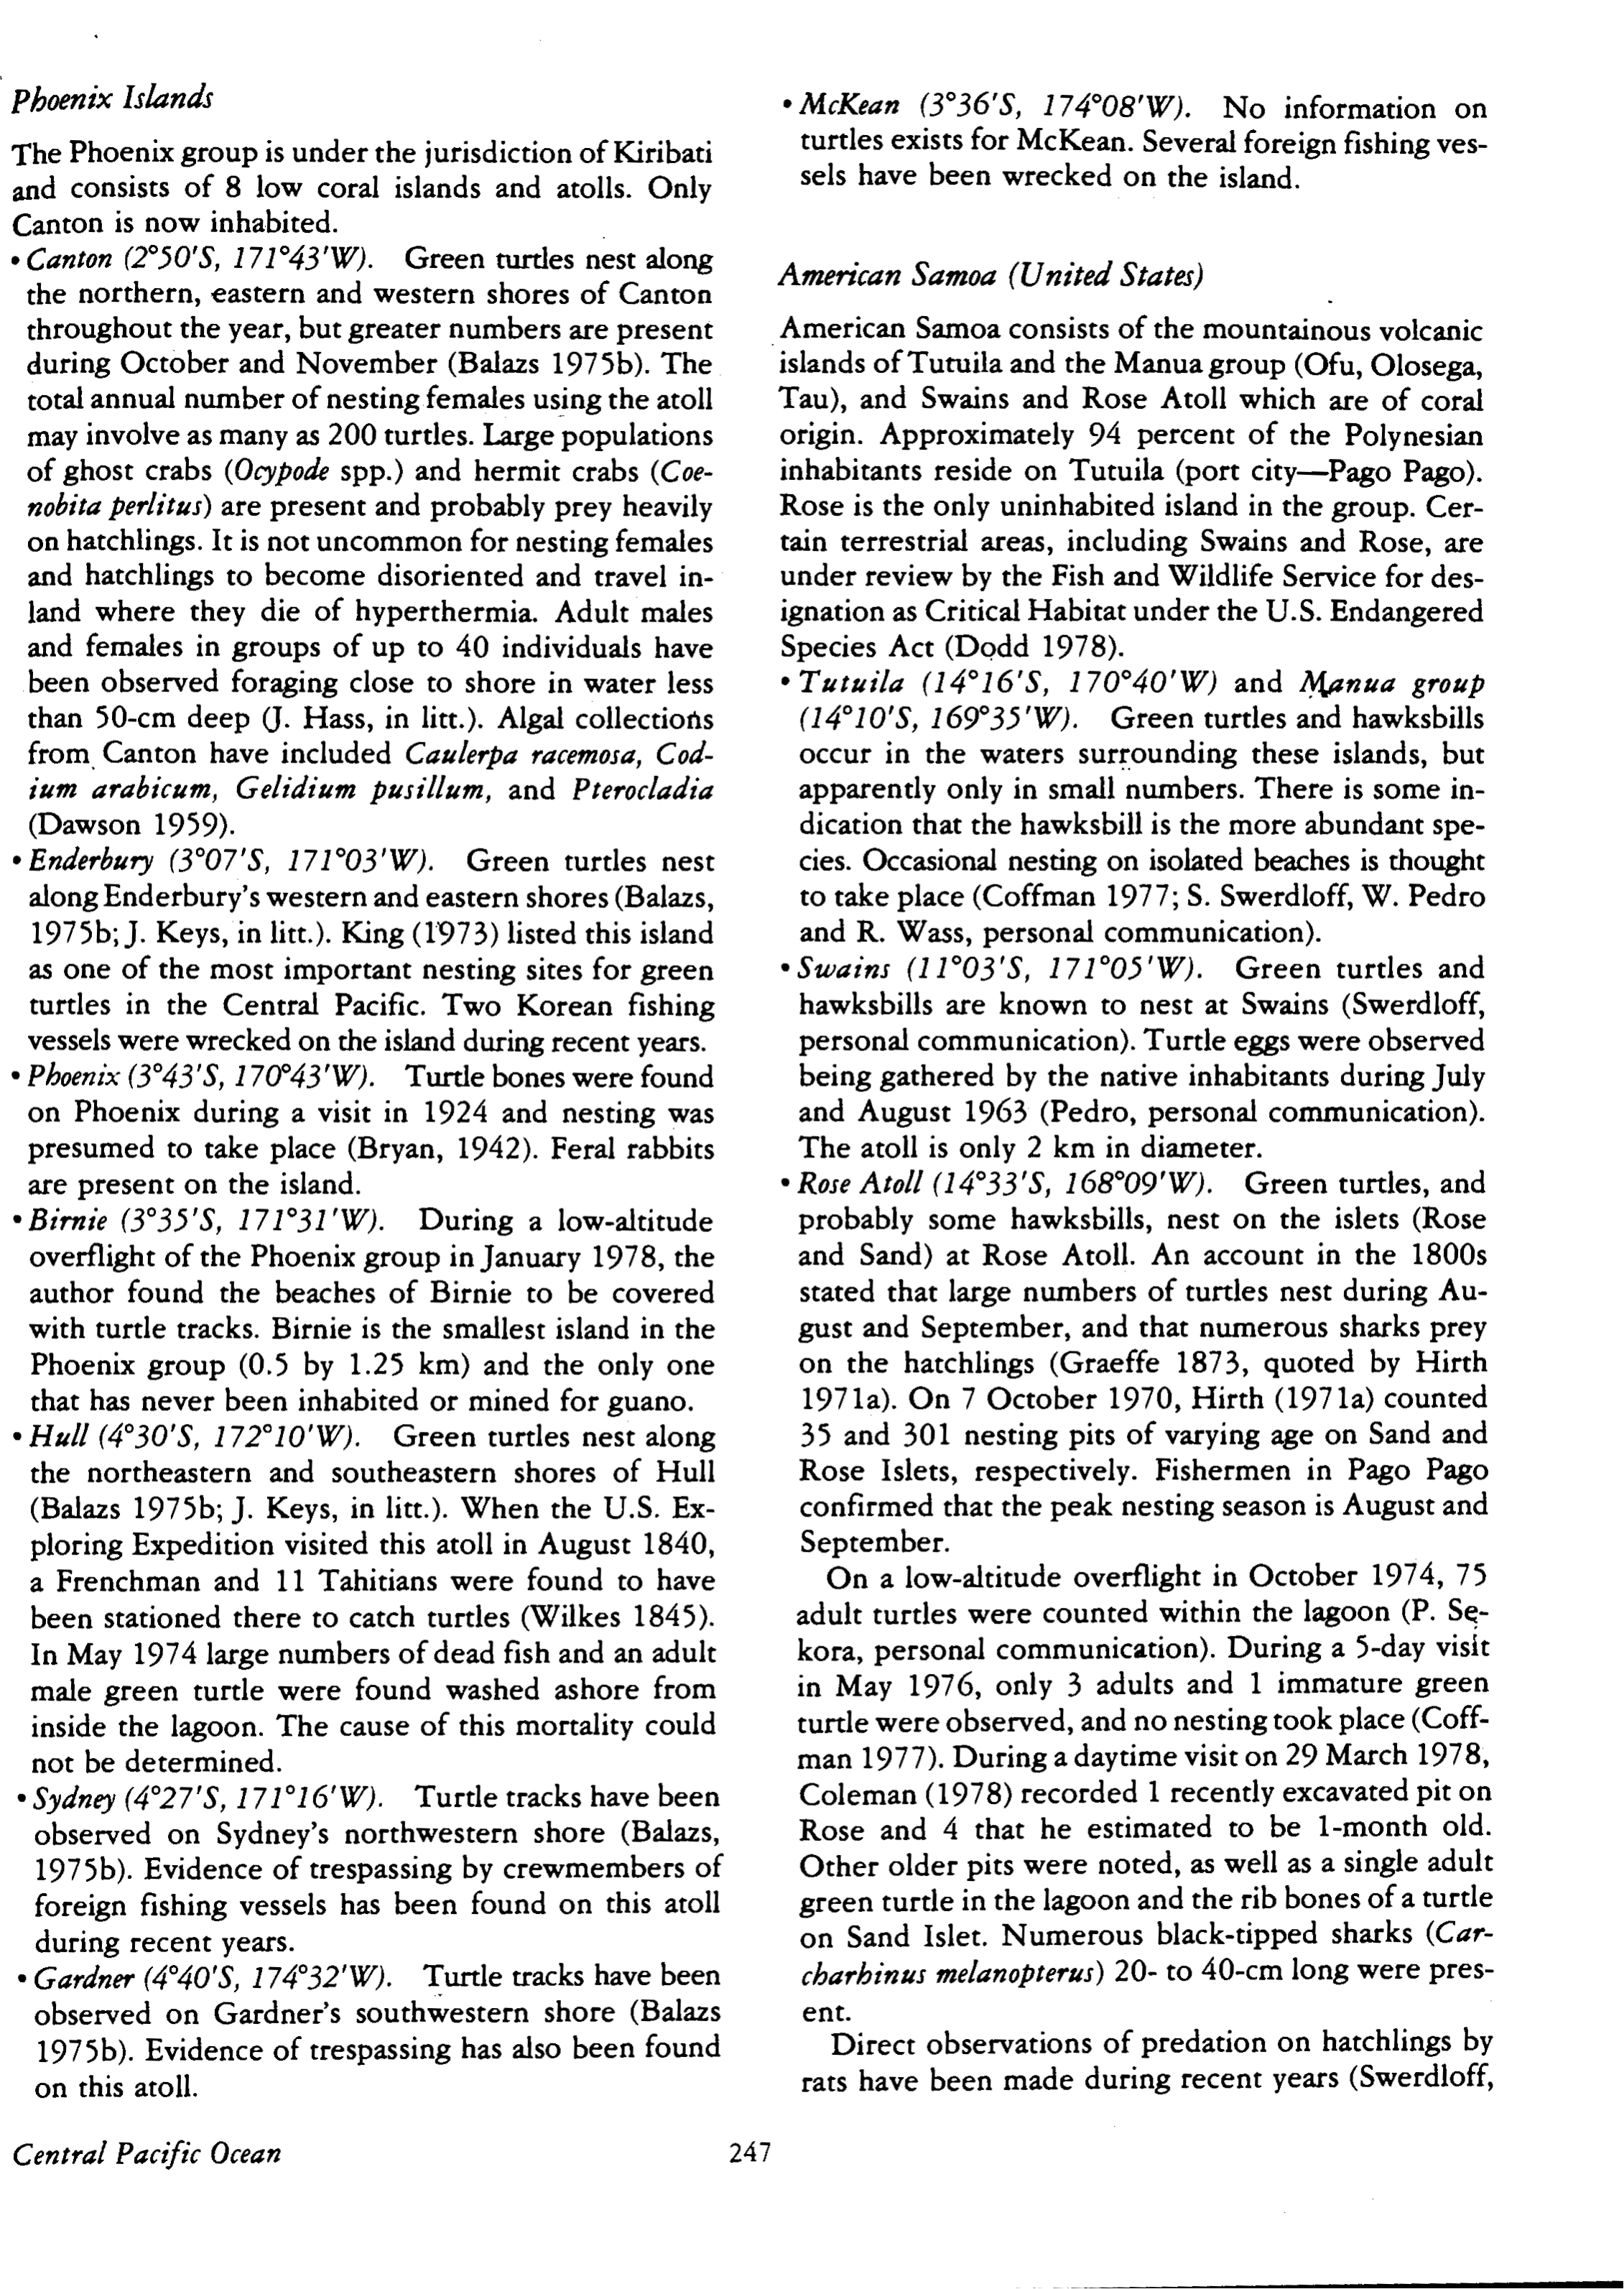 Phoenix Islands
The Phoenix group is under the jurisdiction of Kiribati
and consists of 8 low coral islands and atolls. Only
Canton is now inhabited.
• Canton (2°50'S, 171°43'W). Green turtles nest along
the northern, eastern and western shores of Canton
throughout the year, but greater numbers are present
during October and November (Balazs 1975b). The
total annual number of nesting females using the atoll
may involve as many as 200 turtles. Large populations
of ghost crabs (Ocypode spp.) and hermit crabs (Coe-
nobita perlitus) are present and probably prey heavily
on hatchlings. It is not uncommon for nesting females
and hatchlings to become disoriented and travel in-
land where they die of hyperthermia. Adult males
and females in groups of up to 40 individuals have
been observed foraging close to shore in water less
than 50-cm deep (J. Hass, in litt.). Algal collections
from Canton have included Caulerpa racemosa, Cod-
ium arabicum, Gelidium pusillum, and Pterocladia
(Dawson 1959).
• Enderbury (3°07'S, 171°03'W). Green turtles nest
along Enderbury's western and eastern shores (Balazs,
1975b; J. Keys, in litt.). King (1973) listed this island
as one of the most important nesting sites for green
turtles in the Central Pacific. Two Korean fishing
vessels were wrecked on the island during recent years.
• Phoenix (3°43'S, 170°43'W). Turtle bones were found
on Phoenix during a visit in 1924 and nesting was
presumed to take place (Bryan, 1942). Feral rabbits
are present on the island.
• Birnie (3°35'S, 171°31'W). During a low-altitude
overflight of the Phoenix group in January 1978, the
author found the beaches of Birnie to be covered
with turtle tracks. Birnie is the smallest island in the
Phoenix group (0.5 by 1.25 km) and the only one
that has never been inhabited or mined for guano.
• Hull (4°30'S, 172°10'W). Green turtles nest along
the northeastern and southeastern shores of Hull
(Balazs 1975b; J. Keys, in litt.). When the U.S. Ex-
ploring Expedition visited this atoll in August 1840,
a Frenchman and 11 Tahitians were found to have
been stationed there to catch turtles (Wilkes 1845).
In May 1974 large numbers of dead fish and an adult
male green turtle were found washed ashore from
inside the lagoon. The cause of this mortality could
not be determined.
• Sydney (4°27'S, 171°16'W). Turtle tracks have been
observed on Sydney's northwestern shore (Balazs,
1975b). Evidence of trespassing by crewmembers of
foreign fishing vessels has been found on this atoll
during recent years.
• Gardner (4°40'S, 174°32'W). Turtle tracks have been
observed on Gardner's southwestern shore (Balazs
1975b). Evidence of trespassing has also been found
on this atoll.
• McKean (3°36'S, 174°08'W). No information on
turtles exists for McKean. Several foreign fishing ves-
sels have been wrecked on the island.
American Samoa (United States)
American Samoa consists of the mountainous volcanic
islands of Tutuila and the Manua group (Ofu, Olosega,
Tau), and Swains and Rose Atoll which are of coral
origin. Approximately 94 percent of the Polynesian
inhabitants reside on Tutuila (port city—Pago Pago).
Rose is the only uninhabited island in the group. Cer-
tain terrestrial areas, including Swains and Rose, are
under review by the Fish and Wildlife Service for des-
ignation as Critical Habitat under the U.S. Endangered
Species Act (Dodd 1978).
• Tutuila (14°16'S, 170°40'W) and Manua group
(14°10'S, 169°35'W). Green turtles and hawksbills
occur in the waters surrounding these islands, but
apparently only in small numbers. There is some in-
dication that the hawksbill is the more abundant spe-
cies. Occasional nesting on isolated beaches is thought
to take place (Coffman 1977; S. Swerdloff, W. Pedro
and R. Wass, personal communication).
• Swains (11°03'S, 171°05'W). Green turtles and
hawksbills are known to nest at Swains (Swerdloff,
personal communication). Turtle eggs were observed
being gathered by the native inhabitants during July
and August 1963 (Pedro, personal communication).
The atoll is only 2 km in diameter.
• Rose Atoll (14°33'S, 168°09'W). Green turtles, and
probably some hawksbills, nest on the islets (Rose
and Sand) at Rose Atoll. An account in the 1800s
stated that large numbers of turtles nest during Au-
gust and September, and that numerous sharks prey
on the hatchlings (Graeffe 1873, quoted by Hirth
1971a). On 7 October 1970, Hirth (1971a) counted
35 and 301 nesting pits of varying age on Sand and
Rose Islets, respectively. Fishermen in Pago Pago
confirmed that the peak nesting season is August and
September.
On a low-altitude overflight in October 1974, 75
adult turtles were counted within the lagoon (P. Se-
kora, personal communication). During a 5-day visit
in May 1976, only 3 adults and 1 immature green
turtle were observed, and no nesting took place (Coff-
man 1977). During a daytime visit on 29 March 1978,
Coleman (1978) recorded 1 recently excavated pit on
Rose and 4 that he estimated to be 1-month old.
Other older pits were noted, as well as a single adult
green turtle in the lagoon and the rib bones of a turtle
on Sand Islet. Numerous black-tipped sharks (Car-
charhinus melanopterus) 20- to 40-cm long were pres-
ent.
Direct observations of predation on hatchlings by
rats have been made during recent years (Swerdloff,
Central Pacific Ocean
247